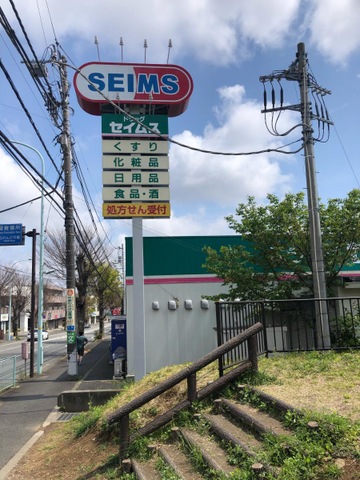 SEIMS
ドラッグ
セイムス
くすり
化粧品
日用品
食品・酒
処方せん受付